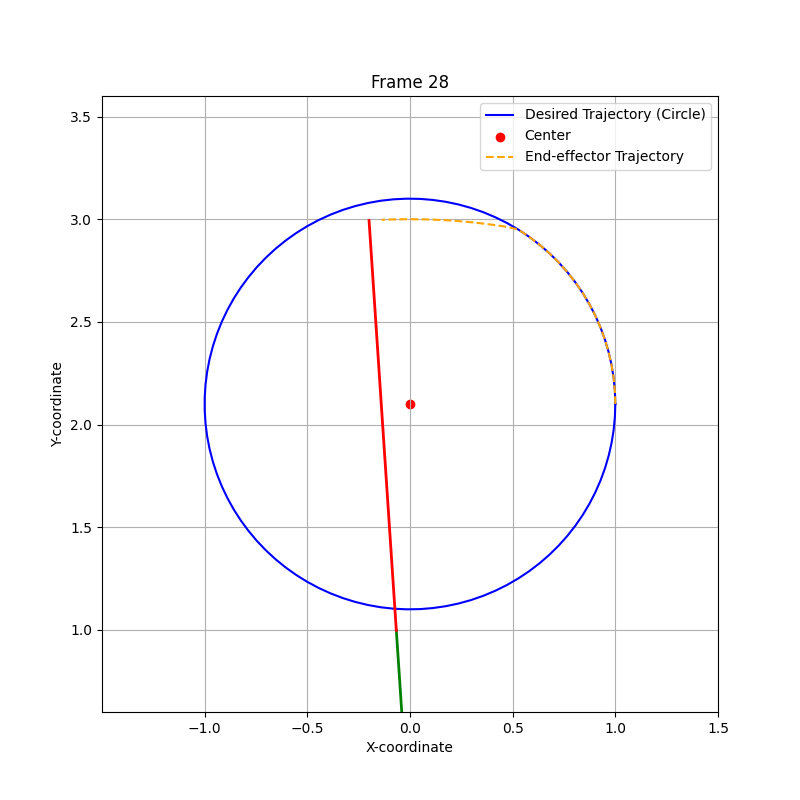 Frame 28
Desired Trajectory (Circle)
Center
End-effector Trajectory
Y-coordinate
3.5
3.0
2.5
2.0
1.5
1.0
−1.0 −0.5 0.0 0.5 1.0 1.5
X-coordinate